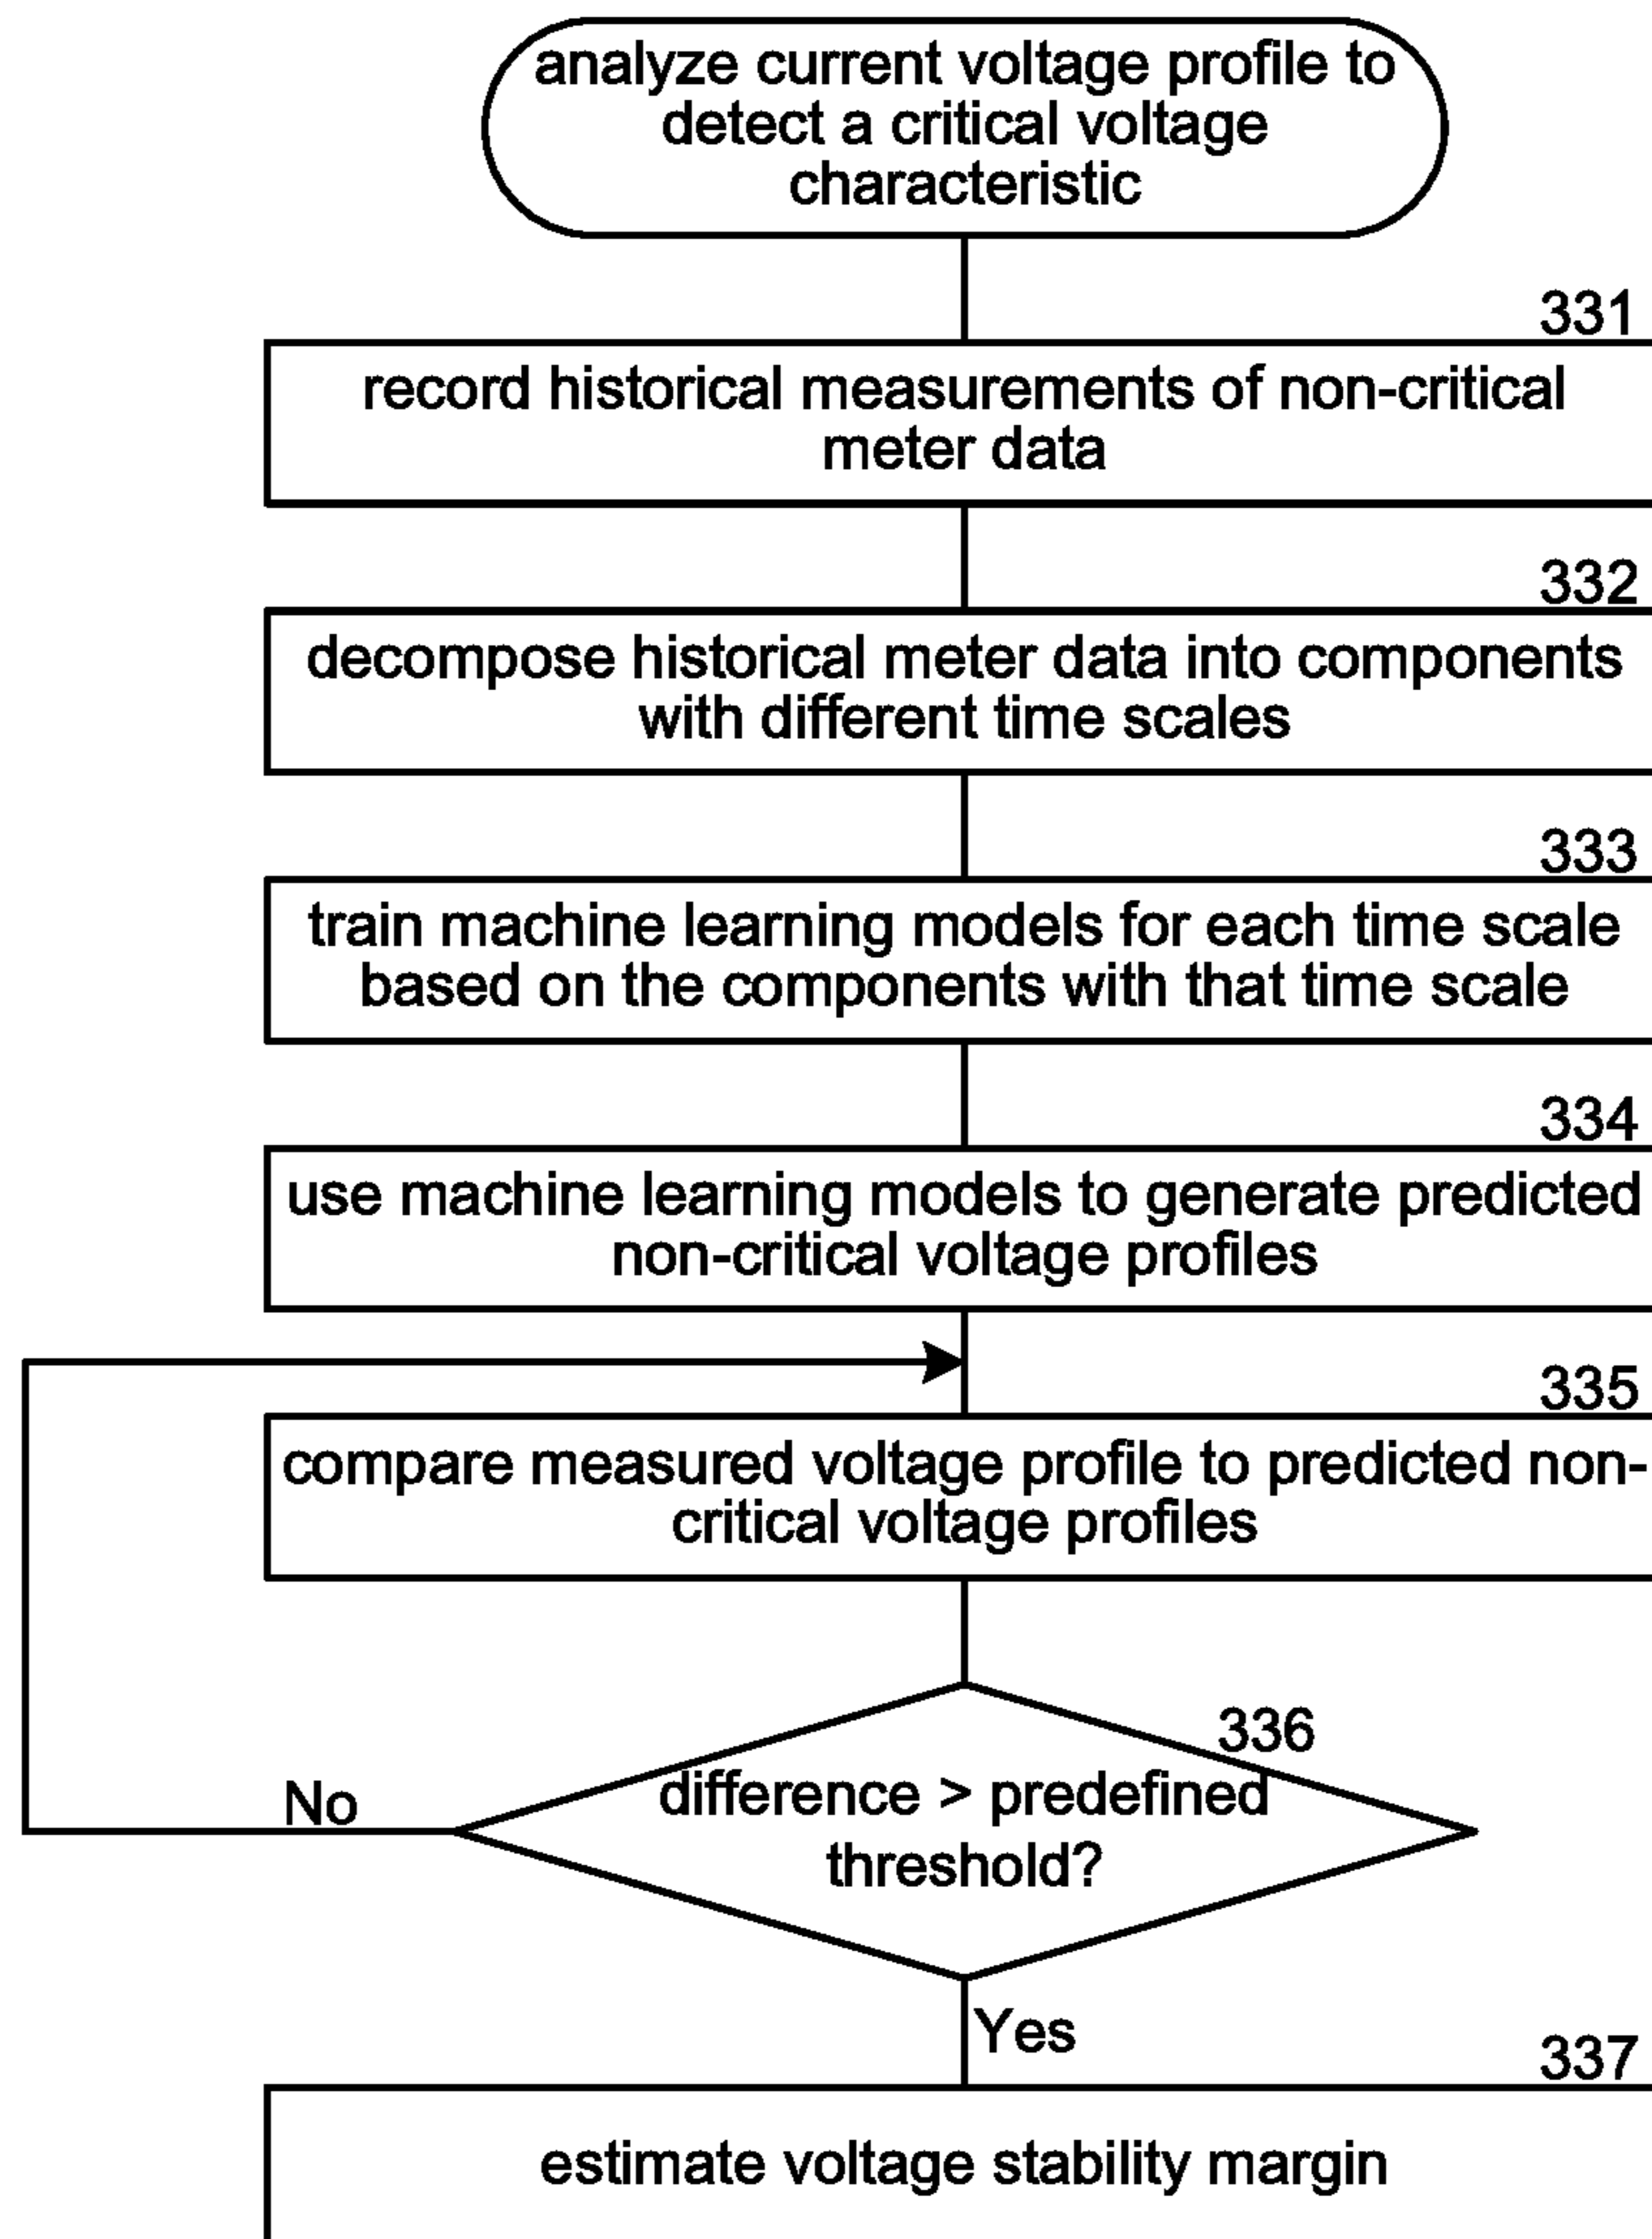 analyze current voltage profile to
detect a critical voltage
characteristic
331
record historical measurements of non-critical
meter data
332
decompose historical meter data into components
with different time scales
333
train machine learning models for each time scale
based on the components with that time scale
334
use machine learning models to generate predicted
non-critical voltage profiles
335
compare measured voltage profile to predicted non-
critical voltage profiles
336
difference > predefined
threshold?
No
Yes
337
estimate voltage stability margin